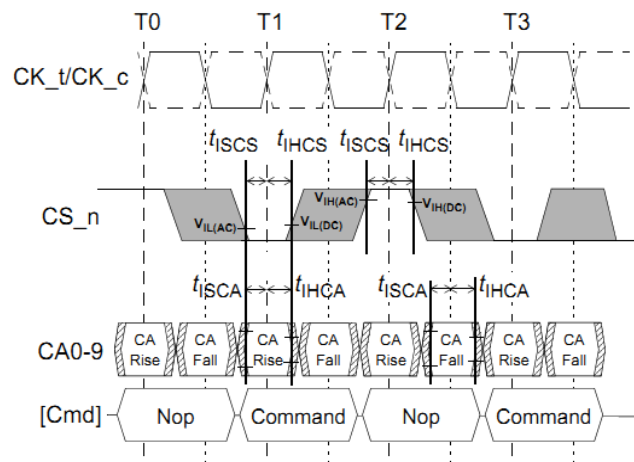 T0 T1 T2 T3
CK_t/CK_c
tISCS tIHCS tISCS tIHCS
CS_n
VIL(AC) VIL(DC) VIH(AC) VIH(DC)
tISCA tIHCA tISCA tIHCA
CA0-9
CA Rise CA Fall CA Rise CA Fall CA Rise CA Fall CA Rise CA Fall
[Cmd] Nop Command Nop Command